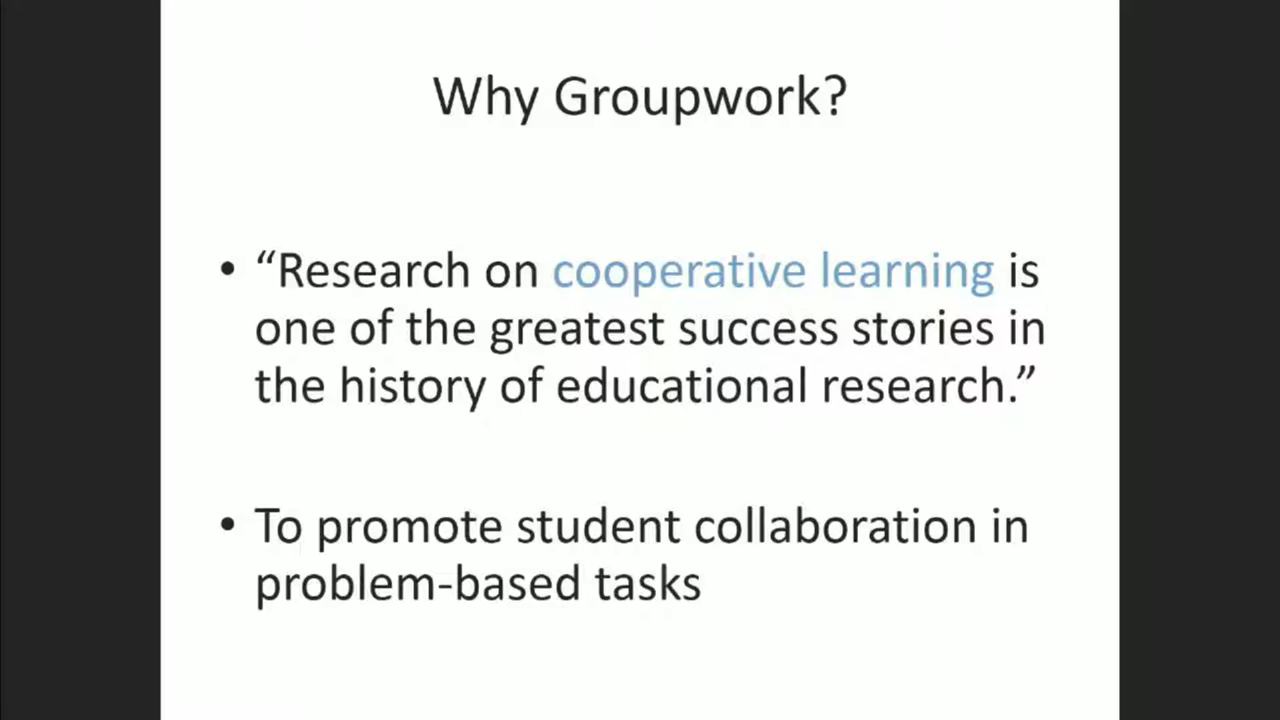 Why Groupwork?
• “Research on cooperative learning is
one of the greatest success stories in
the history of educational research.”
• To promote student collaboration in
problem-based tasks